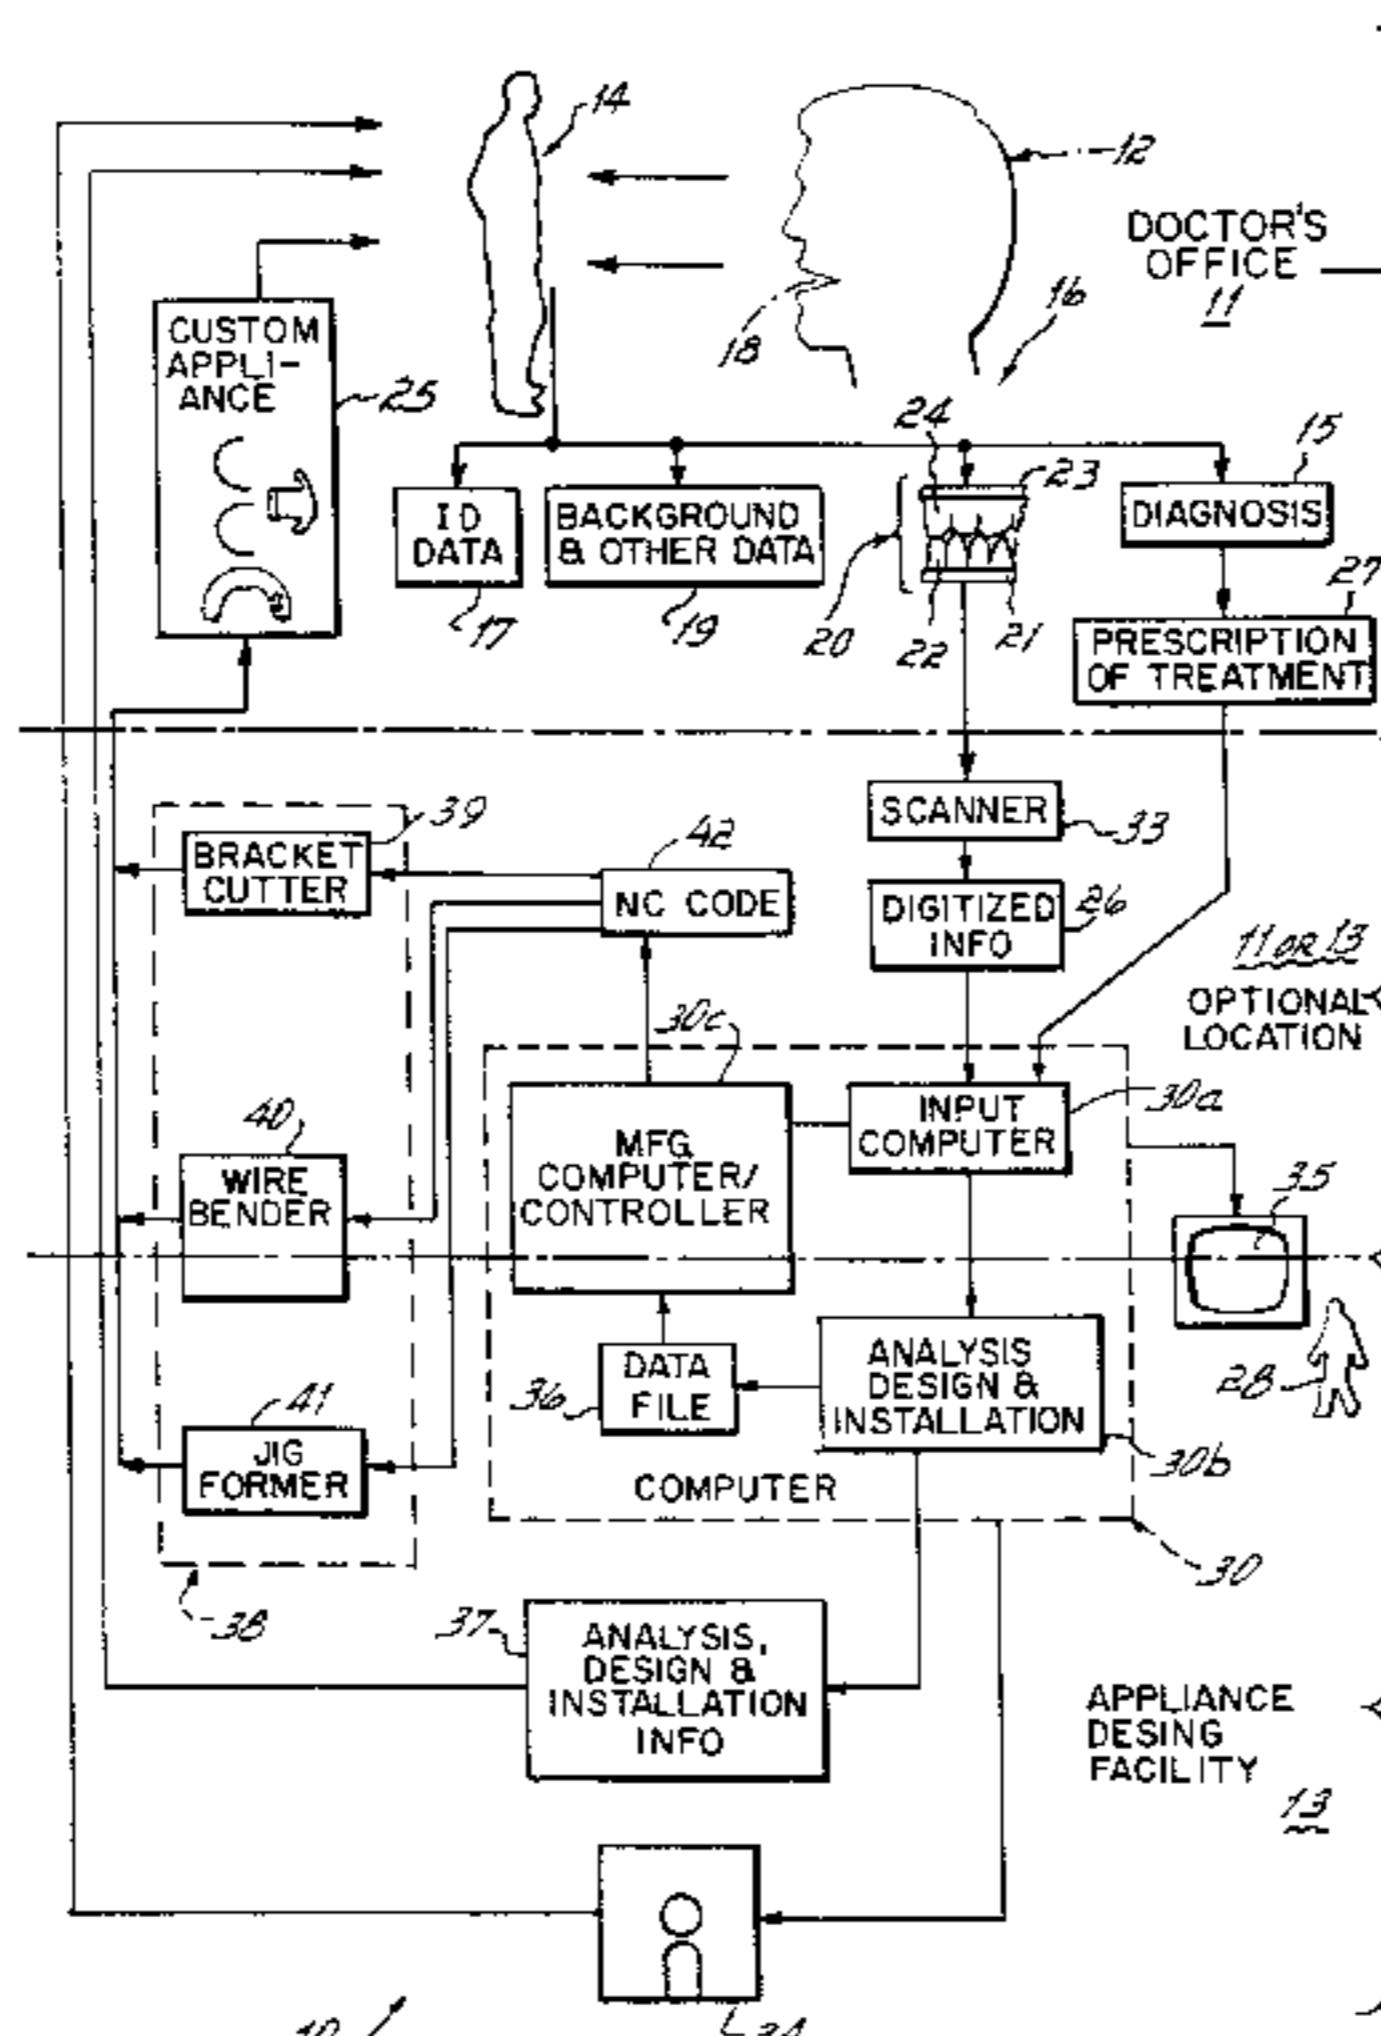 14
12
DOCTOR'S
OFFICE
11
16
18
CUSTOM
APPLI-
ANCE
25
24
15
23
ID
DATA
BACKGROUND
& OTHER DATA
DIAGNOSIS
20
22
21
27
17
19
PRESCRIPTION
OF TREATMENT
39
BRACKET
CUTTER
42
NC CODE
SCANNER
33
DIGITIZED
INFO
26
11 OR 13
OPTIONAL
LOCATION
30c
MFG.
COMPUTER/
CONTROLLER
INPUT
COMPUTER
30a
40
WIRE
BENDER
35
DATA
FILE
36
ANALYSIS
DESIGN &
INSTALLATION
28
30b
41
JIG
FORMER
COMPUTER
30
38
37
ANALYSIS,
DESIGN &
INSTALLATION
INFO
APPLIANCE
DESING
FACILITY
13